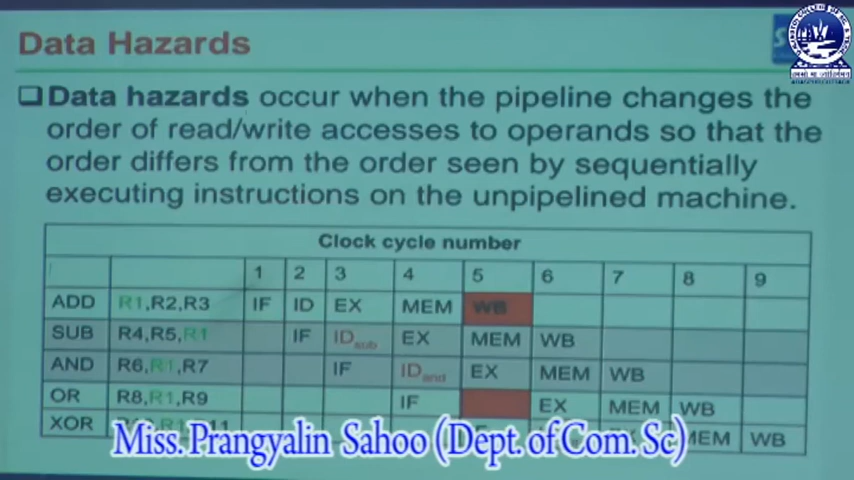 Data Hazards
Data hazards occur when the pipeline changes the
order of read/write accesses to operands so that the
order differs from the order seen by sequentially
executing instructions on the unpipelined machine.
Clock cycle number
1 2 3 4 5 6 7 8 9
ADD R1,R2,R3 IF ID EX MEM WB
SUB R4,R5,R1 IF IDsub EX MEM WB
AND R6,R1,R7 IF IDand EX MEM WB
OR R8,R1,R9 IF EX MEM WB
XOR MEM WB
Miss. Prangyalin Sahoo (Dept. of Com. Sc)